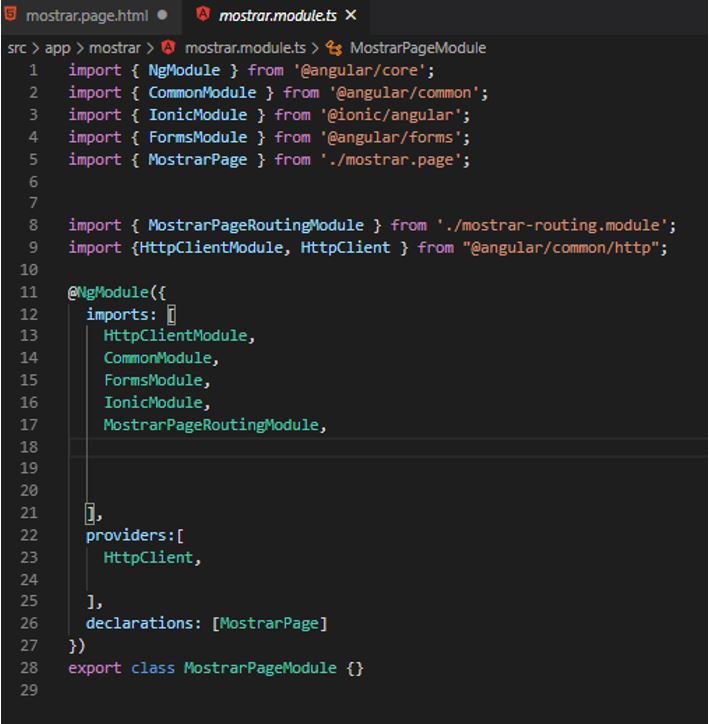 mostrar.page.html ● mostrar.module.ts ×
src > app > mostrar > mostrar.module.ts > MostrarPageModule
1 import { NgModule } from '@angular/core';
2 import { CommonModule } from '@angular/common';
3 import { IonicModule } from '@ionic/angular';
4 import { FormsModule } from '@angular/forms';
5 import { MostrarPage } from './mostrar.page';
6
7
8 import { MostrarPageRoutingModule } from './mostrar-routing.module';
9 import {HttpClientModule, HttpClient } from "@angular/common/http";
10
11 @NgModule({
12   imports: [
13     HttpClientModule,
14     CommonModule,
15     FormsModule,
16     IonicModule,
17     MostrarPageRoutingModule,
18
19
20
21   ],
22   providers:[
23     HttpClient,
24
25   ],
26   declarations: [MostrarPage]
27 })
28 export class MostrarPageModule {}
29